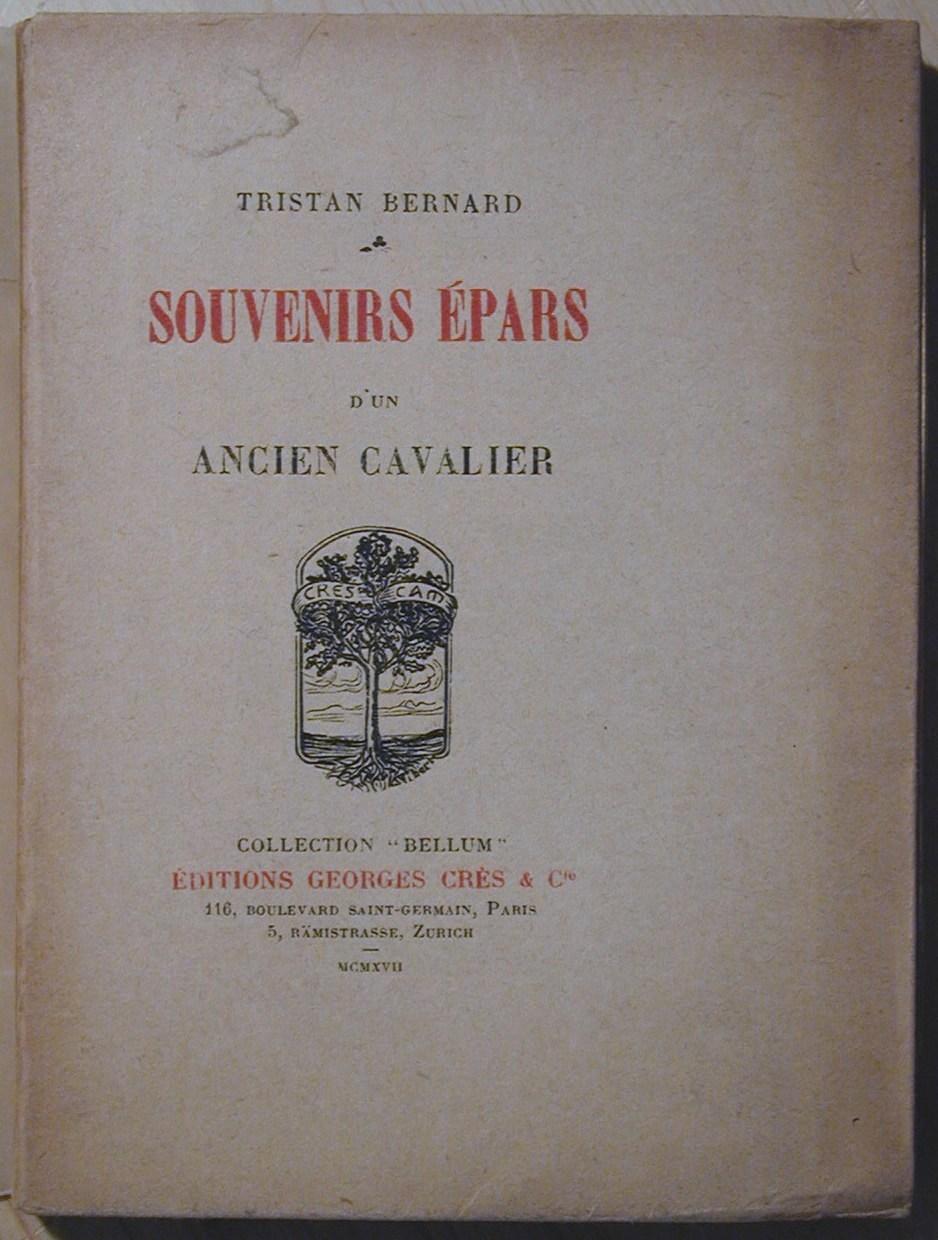 TRISTAN BERNARD
SOUVENIRS ÉPARS
D'UN
ANCIEN CAVALIER
CRES CAM
COLLECTION "BELLUM"
ÉDITIONS GEORGES CRÈS & Cie
116, BOULEVARD SAINT-GERMAIN, PARIS
5, RÄMISTRASSE, ZURICH
MCMXVII